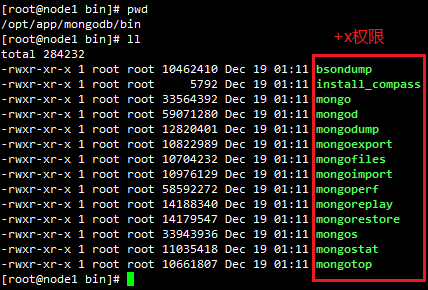 [root@node1 bin]# pwd
/opt/app/mongodb/bin
[root@node1 bin]# ll
+x权限
total 284232
-rwxr-xr-x 1 root root 10462410 Dec 19 01:11 bsondump
-rwxr-xr-x 1 root root 5792 Dec 19 01:11 install_compass
-rwxr-xr-x 1 root root 33564392 Dec 19 01:11 mongo
-rwxr-xr-x 1 root root 59071280 Dec 19 01:11 mongod
-rwxr-xr-x 1 root root 12820401 Dec 19 01:11 mongodump
-rwxr-xr-x 1 root root 10822989 Dec 19 01:11 mongoexport
-rwxr-xr-x 1 root root 10704232 Dec 19 01:11 mongofiles
-rwxr-xr-x 1 root root 10976129 Dec 19 01:11 mongoimport
-rwxr-xr-x 1 root root 58592272 Dec 19 01:11 mongoperf
-rwxr-xr-x 1 root root 14188340 Dec 19 01:11 mongoreplay
-rwxr-xr-x 1 root root 14179547 Dec 19 01:11 mongorestore
-rwxr-xr-x 1 root root 33943936 Dec 19 01:11 mongos
-rwxr-xr-x 1 root root 11035418 Dec 19 01:11 mongostat
-rwxr-xr-x 1 root root 10661807 Dec 19 01:11 mongotop
[root@node1 bin]#